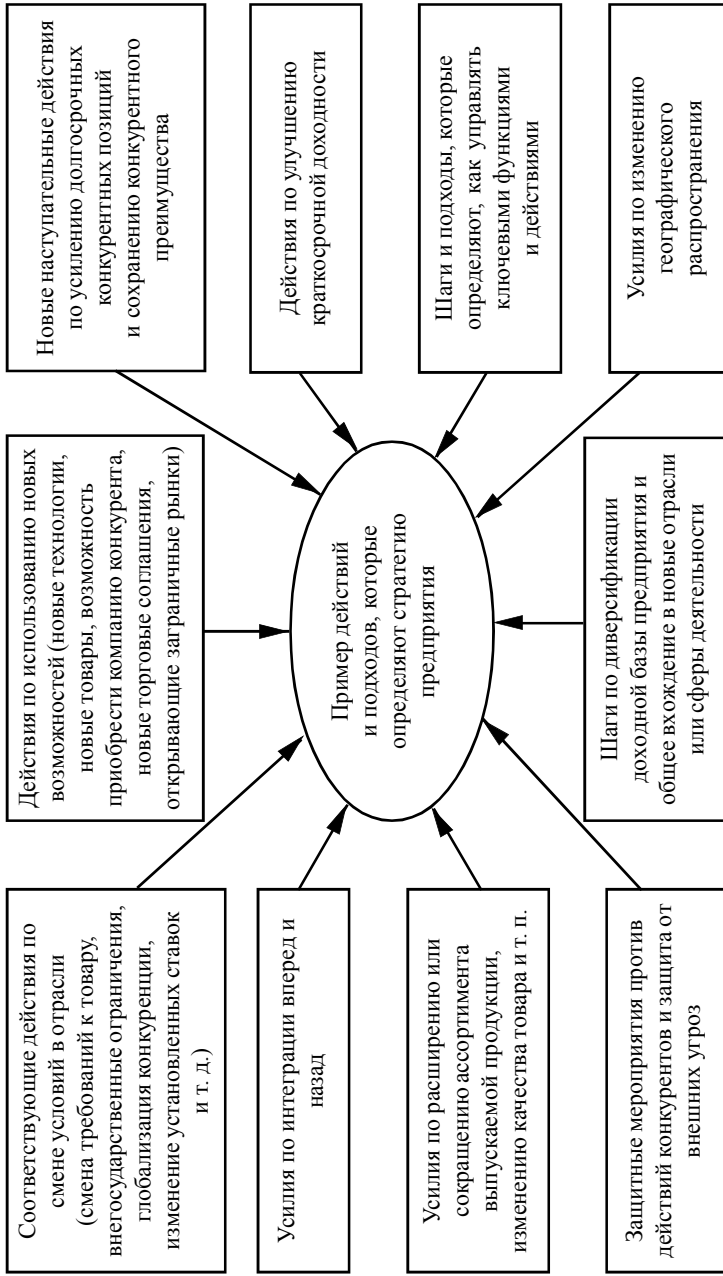 Соответствующие действия по
смене условий в отрасли
(смена требований к товару,
внегосударственные ограничения,
глобализация конкуренции,
изменение установленных ставок
и т. д.)
Действия по использованию новых
возможностей (новые технологии,
новые товары, возможность
приобрести компанию конкурента,
новые торговые соглашения,
открывающие заграничные рынки)
Новые наступательные действия
по усилению долгосрочных
конкурентных позиций
и сохранению конкурентного
преимущества
Усилия по интеграции вперед и
назад
Действия по улучшению
краткосрочной доходности
Пример действий
и подходов, которые
определяют стратегию
предприятия
Усилия по расширению или
сокращению ассортимента
выпускаемой продукции,
изменению качества товара и т. п.
Шаги и подходы, которые
определяют, как управлять
ключевыми функциями
и действиями
Защитные мероприятия против
действий конкурентов и защита от
внешних угроз
Шаги по диверсификации
доходной базы предприятия и
общее вхождение в новые отрасли
или сферы деятельности
Усилия по изменению
географического
распространения